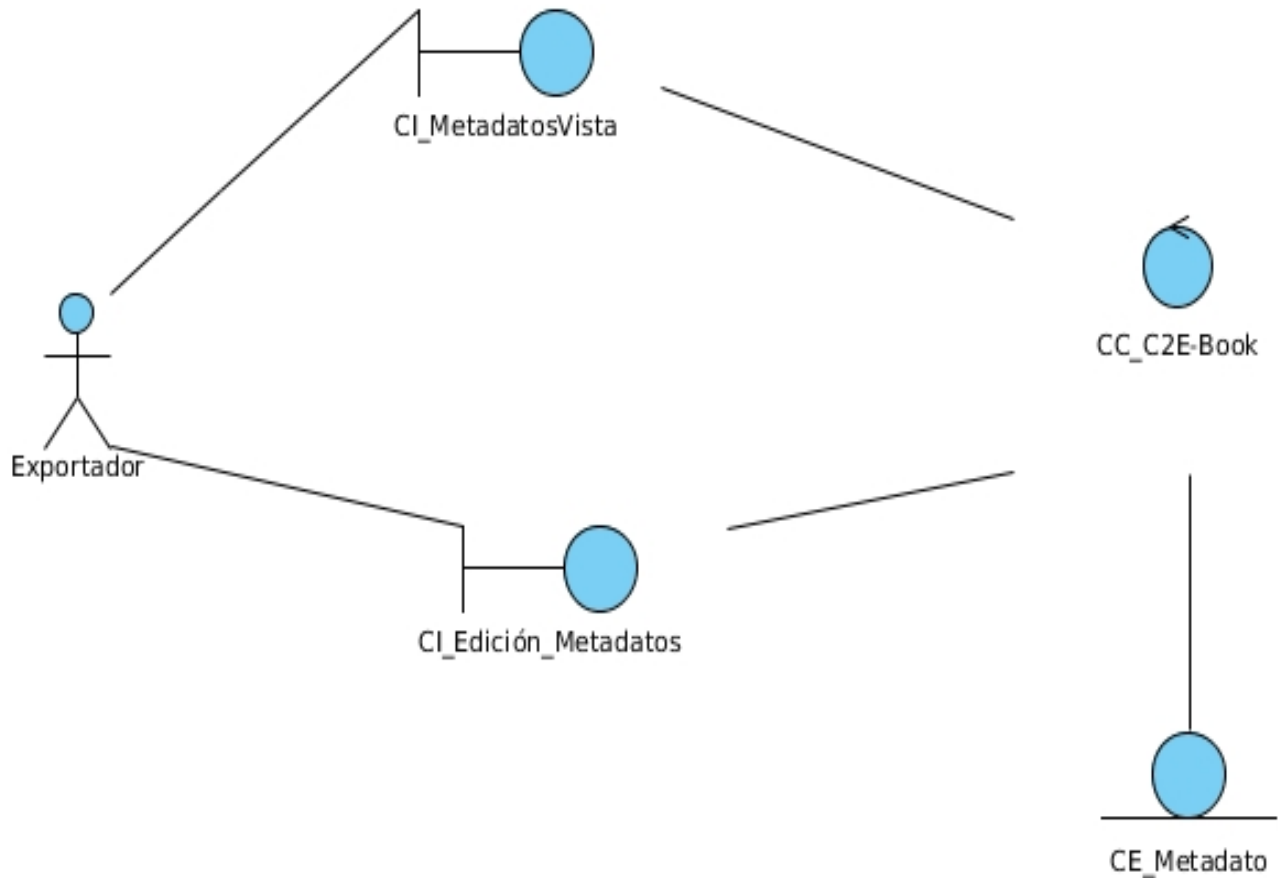 CI_MetadatosVista
CC_C2E-Book
Exportador
CI_Edición_Metadatos
CE_Metadato